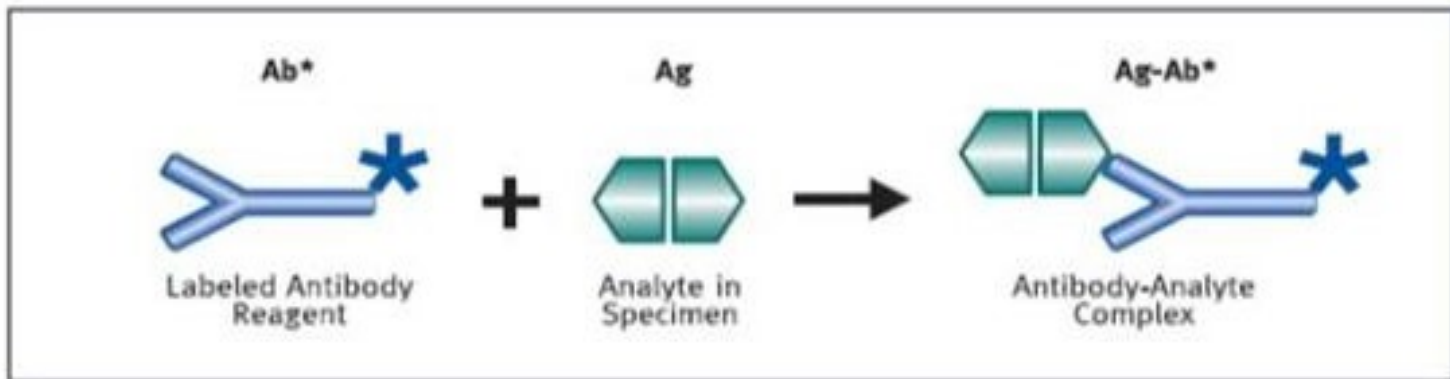 Ab*
Ag
Ag-Ab*
+
Labeled Antibody
Reagent
Analyte in
Specimen
Antibody-Analyte
Complex